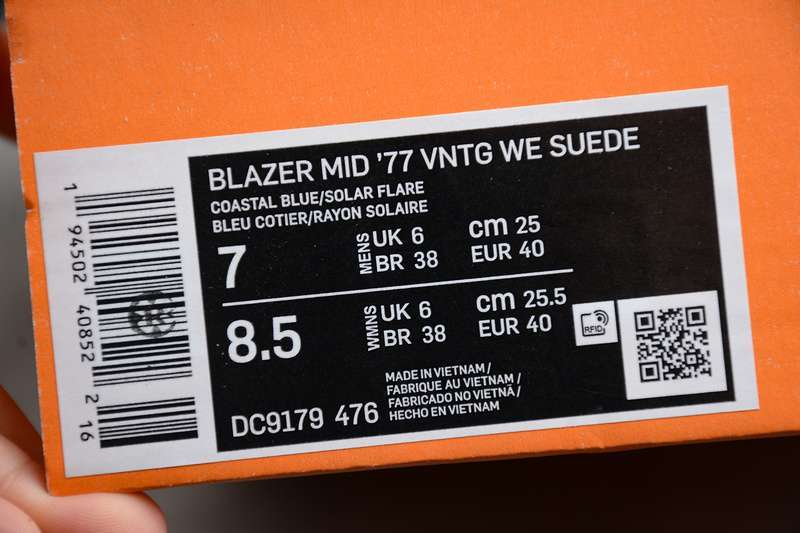 BLAZER MID '77 VNTG WE SUEDE
COASTAL BLUE/SOLAR FLARE
BLEU COTIER/RAYON SOLAIRE
7
MENS
UK 6
cm 25
BR 38
EUR 40
8.5
WMNS
UK 6
cm 25.5
BR 38
EUR 40
RFID
MADE IN VIETNAM /
FABRIQUE AU VIETNAM /
FABRICADO NO VIETNÃ /
HECHO EN VIETNAM
DC9179 476
1 94502 40852 2 16